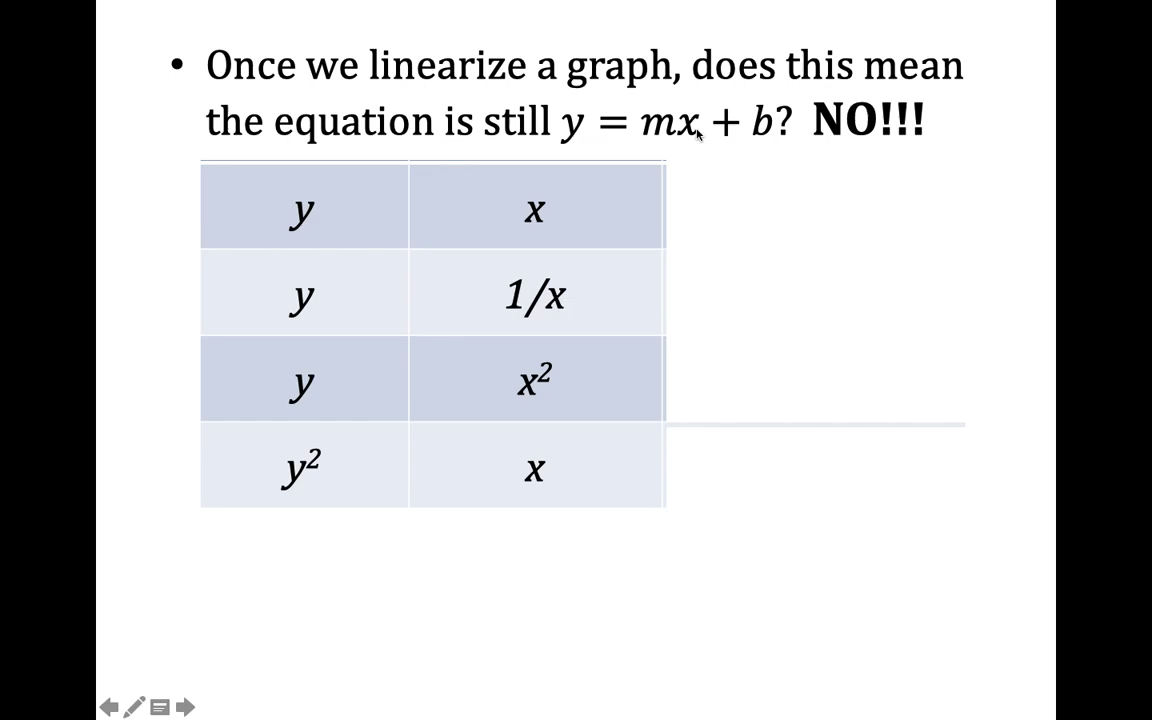 • Once we linearize a graph, does this mean
the equation is still y = mx + b? NO!!!
y x
y 1/x
y x²
y² x